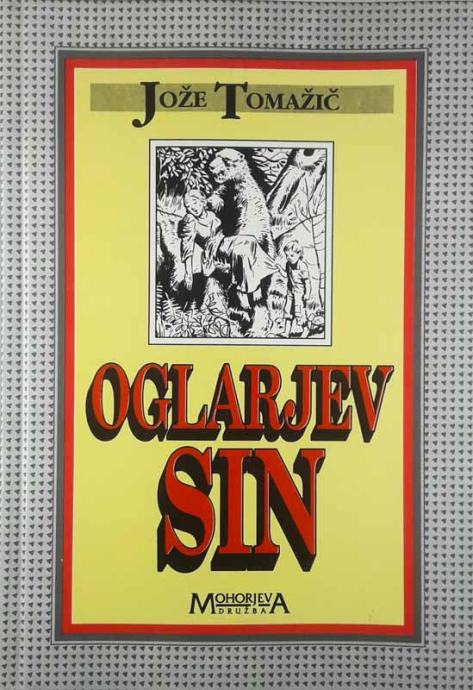 JOŽE TOMAŽIČ
OGLARJEV
SIN
MOHORJEVA
DRUŽBA